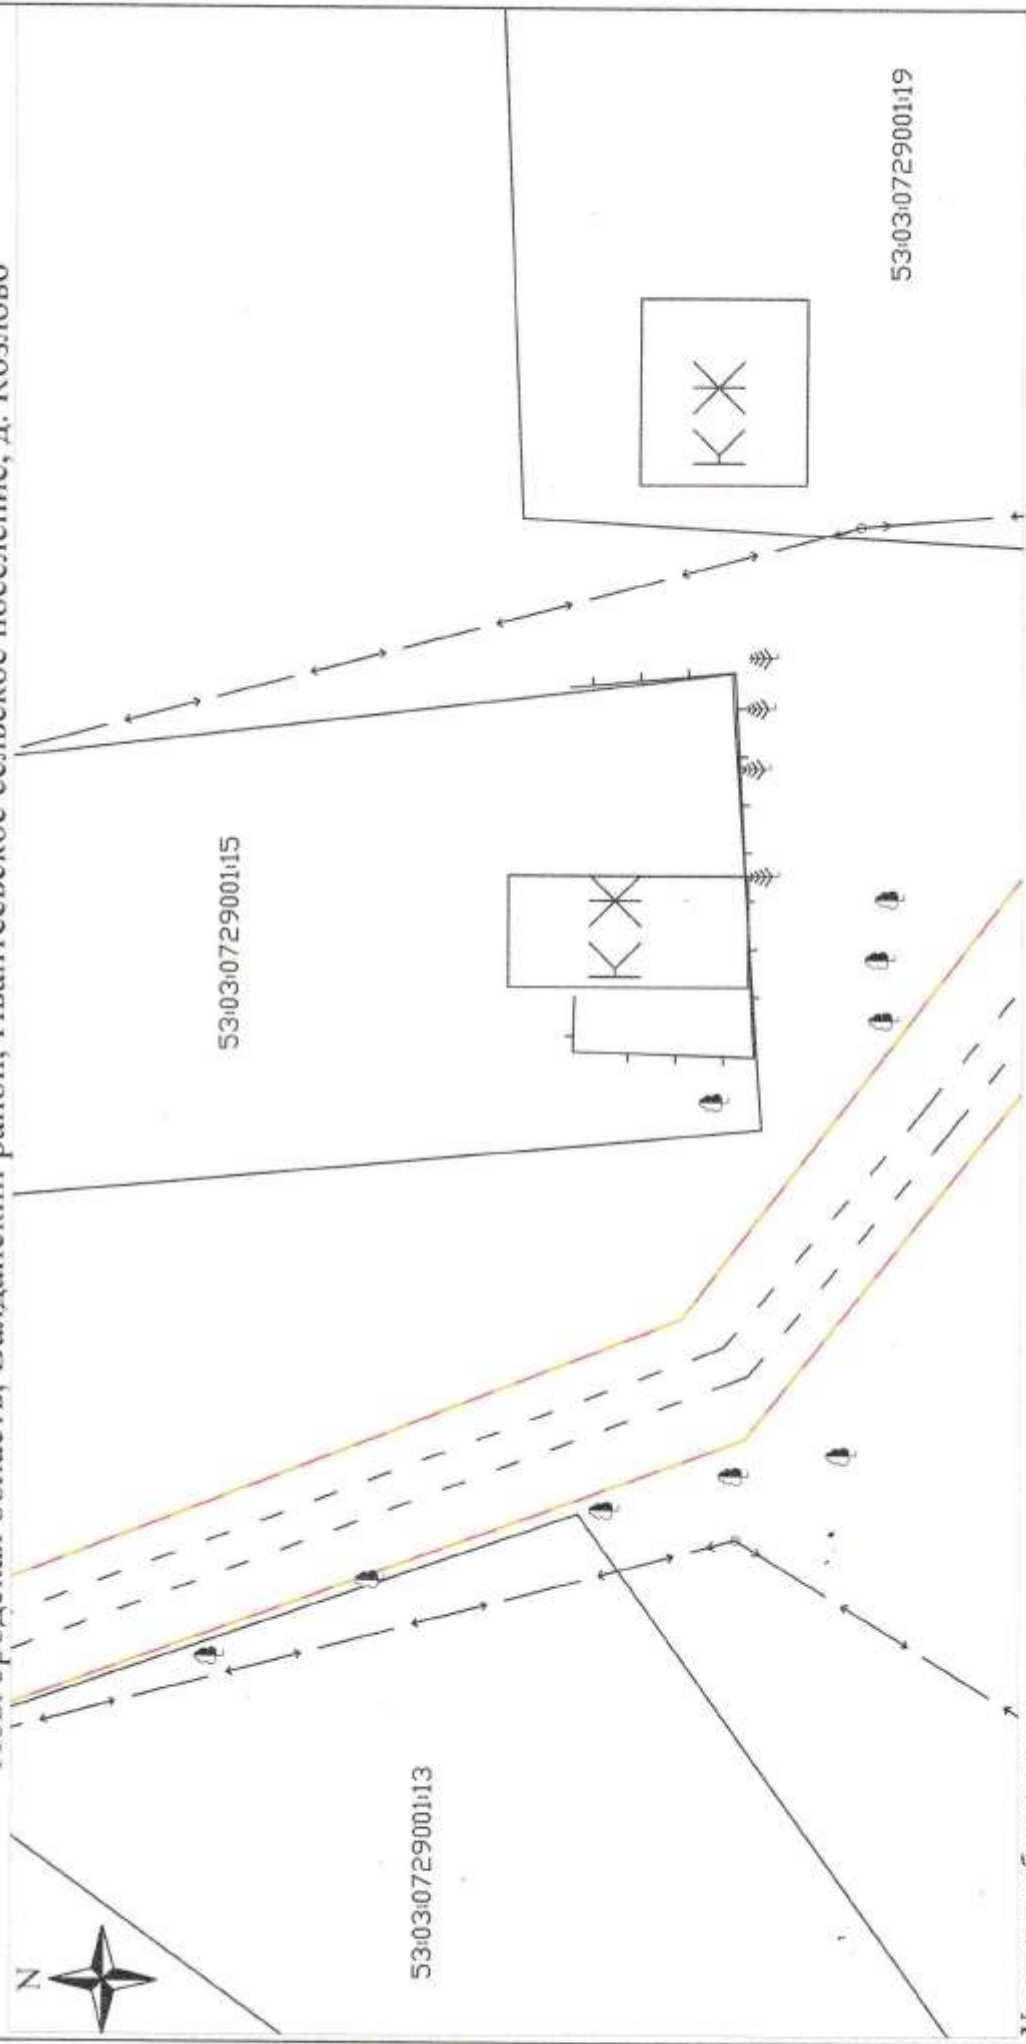 область, Валдайский район, Ивантеевское сельское поселение, д. Козлово
53:03:0729001:19
КЖ
53:03:0729001:15
КЖ
53:03:0729001:13
N